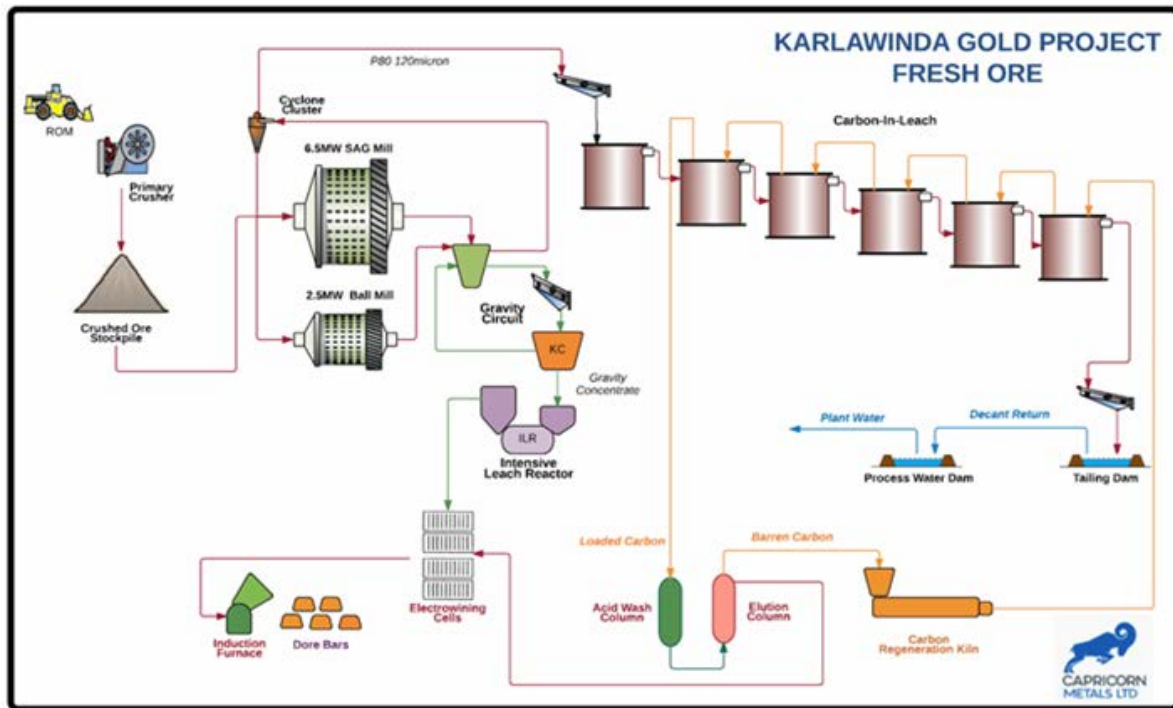 KARLAWINDA GOLD PROJECT
FRESH ORE
P80 120micron
ROM
Cyclone
Cluster
Carbon-In-Leach
6.5MW SAG Mill
Primary
Crusher
2.5MW Ball Mill
Gravity
Circuit
Crushed Ore
Stockpile
KC
Gravity
Concentrate
ILR
Intensive
Leach Reactor
Plant Water
Decant Return
Process Water Dam
Tailing Dam
Loaded Carbon
Barren Carbon
Electrowining
Cells
Acid Wash
Column
Elution
Column
Carbon
Regeneration Kiln
Induction
Furnace
Dore Bars
CAPRICORN
METALS LTD